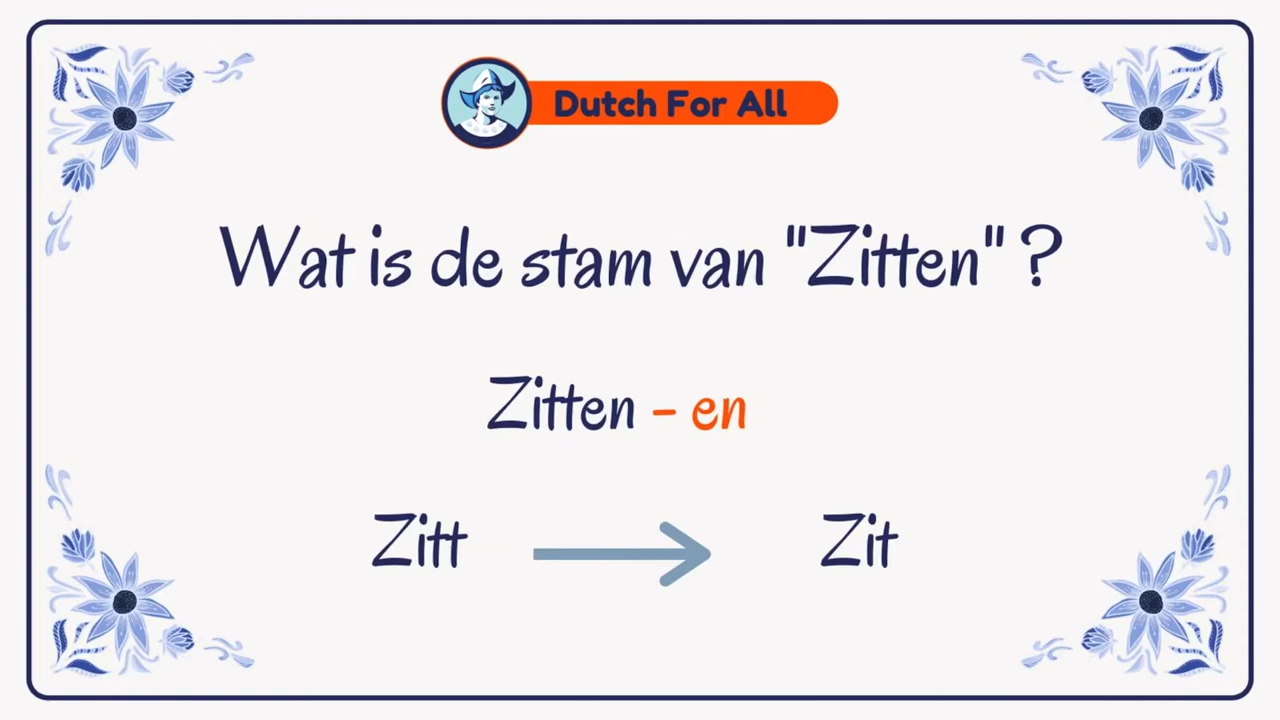 Dutch For All
Wat is de stam van "Zitten" ?
Zitten - en
Zitt
Zit